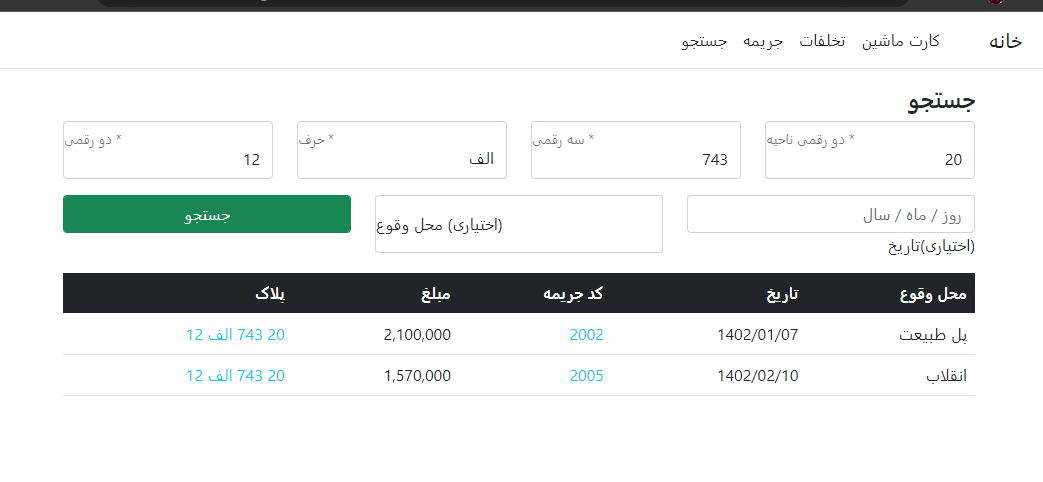 خانه کارت ماشین تخلفات جریمه جستجو
جستجو
* دو رقمی ناحیه * سه رقمی * حرف * دو رقمی
20 743 الف 12
روز / ماه / سال (اختیاری) محل وقوع جستجو
(اختیاری)تاریخ
محل وقوع تاریخ کد جریمه مبلغ پلاک
پل طبیعت 1402/01/07 2002 2,100,000 20 743 الف 12
انقلاب 1402/02/10 2005 1,570,000 20 743 الف 12